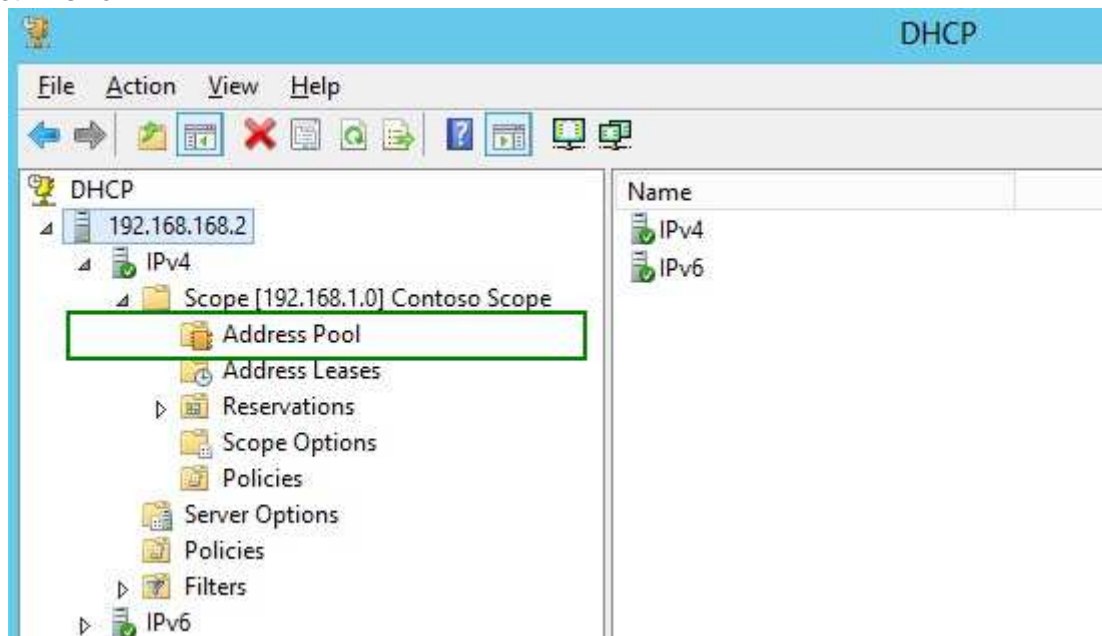 DHCP
File Action View Help
DHCP
192.168.168.2
IPv4
Scope [192.168.1.0] Contoso Scope
Address Pool
Address Leases
Reservations
Scope Options
Policies
Server Options
Policies
Filters
IPv6
Name
IPv4
IPv6